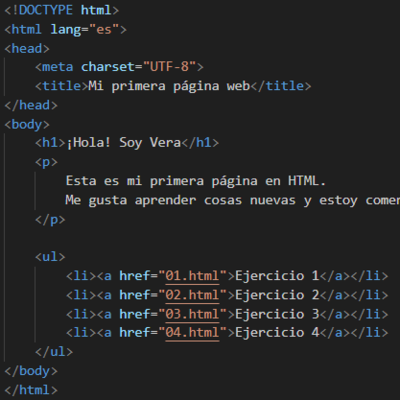 <!DOCTYPE html>
<html lang="es">
<head>
    <meta charset="UTF-8">
    <title>Mi primera página web</title>
</head>
<body>
    <h1>¡Hola! Soy Vera</h1>
    <p>
        Esta es mi primera página en HTML.
        Me gusta aprender cosas nuevas y estoy
    </p>

    <ul>
        <li><a href="01.html">Ejercicio 1</a></li>
        <li><a href="02.html">Ejercicio 2</a></li>
        <li><a href="03.html">Ejercicio 3</a></li>
        <li><a href="04.html">Ejercicio 4</a></li>
    </ul>
</body>
</html>